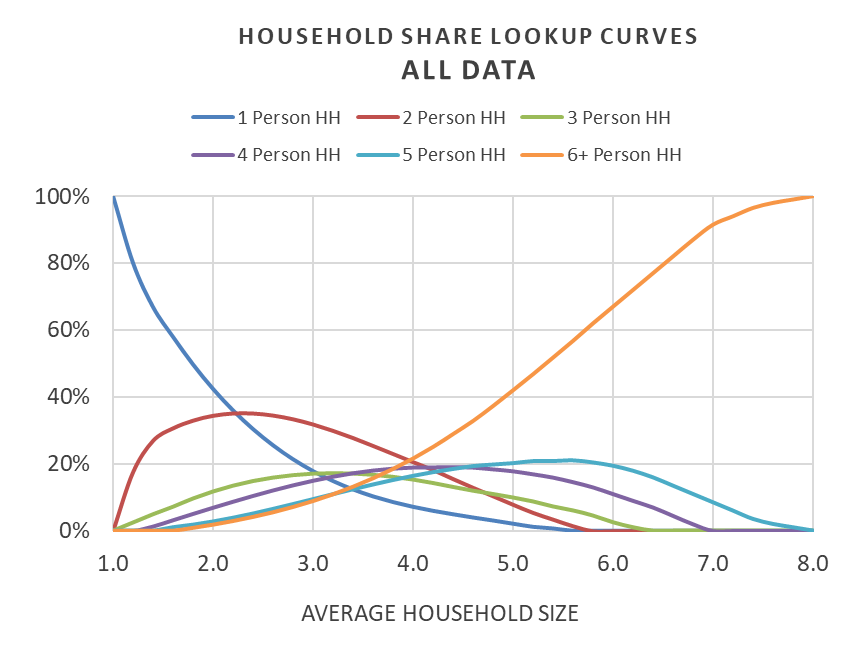 HOUSEHOLD SHARE LOOKUP CURVES
ALL DATA
1 Person HH 2 Person HH 3 Person HH
4 Person HH 5 Person HH 6+ Person HH
100%
80%
60%
40%
20%
0%
1.0 2.0 3.0 4.0 5.0 6.0 7.0 8.0
AVERAGE HOUSEHOLD SIZE